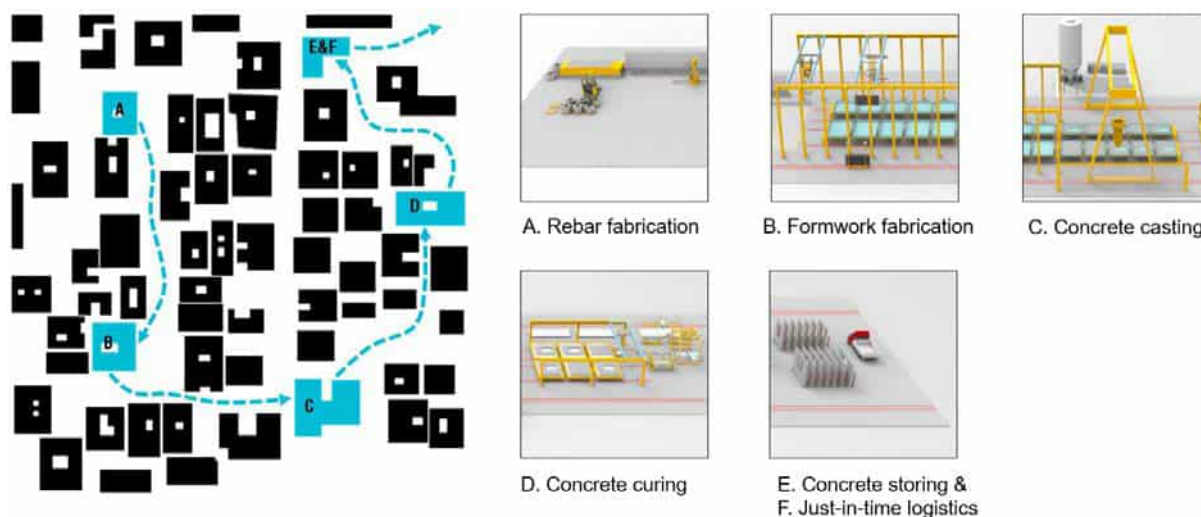 E&F
A
D
B
C
A. Rebar fabrication
B. Formwork fabrication
C. Concrete casting
D. Concrete curing
E. Concrete storing &
F. Just-in-time logistics